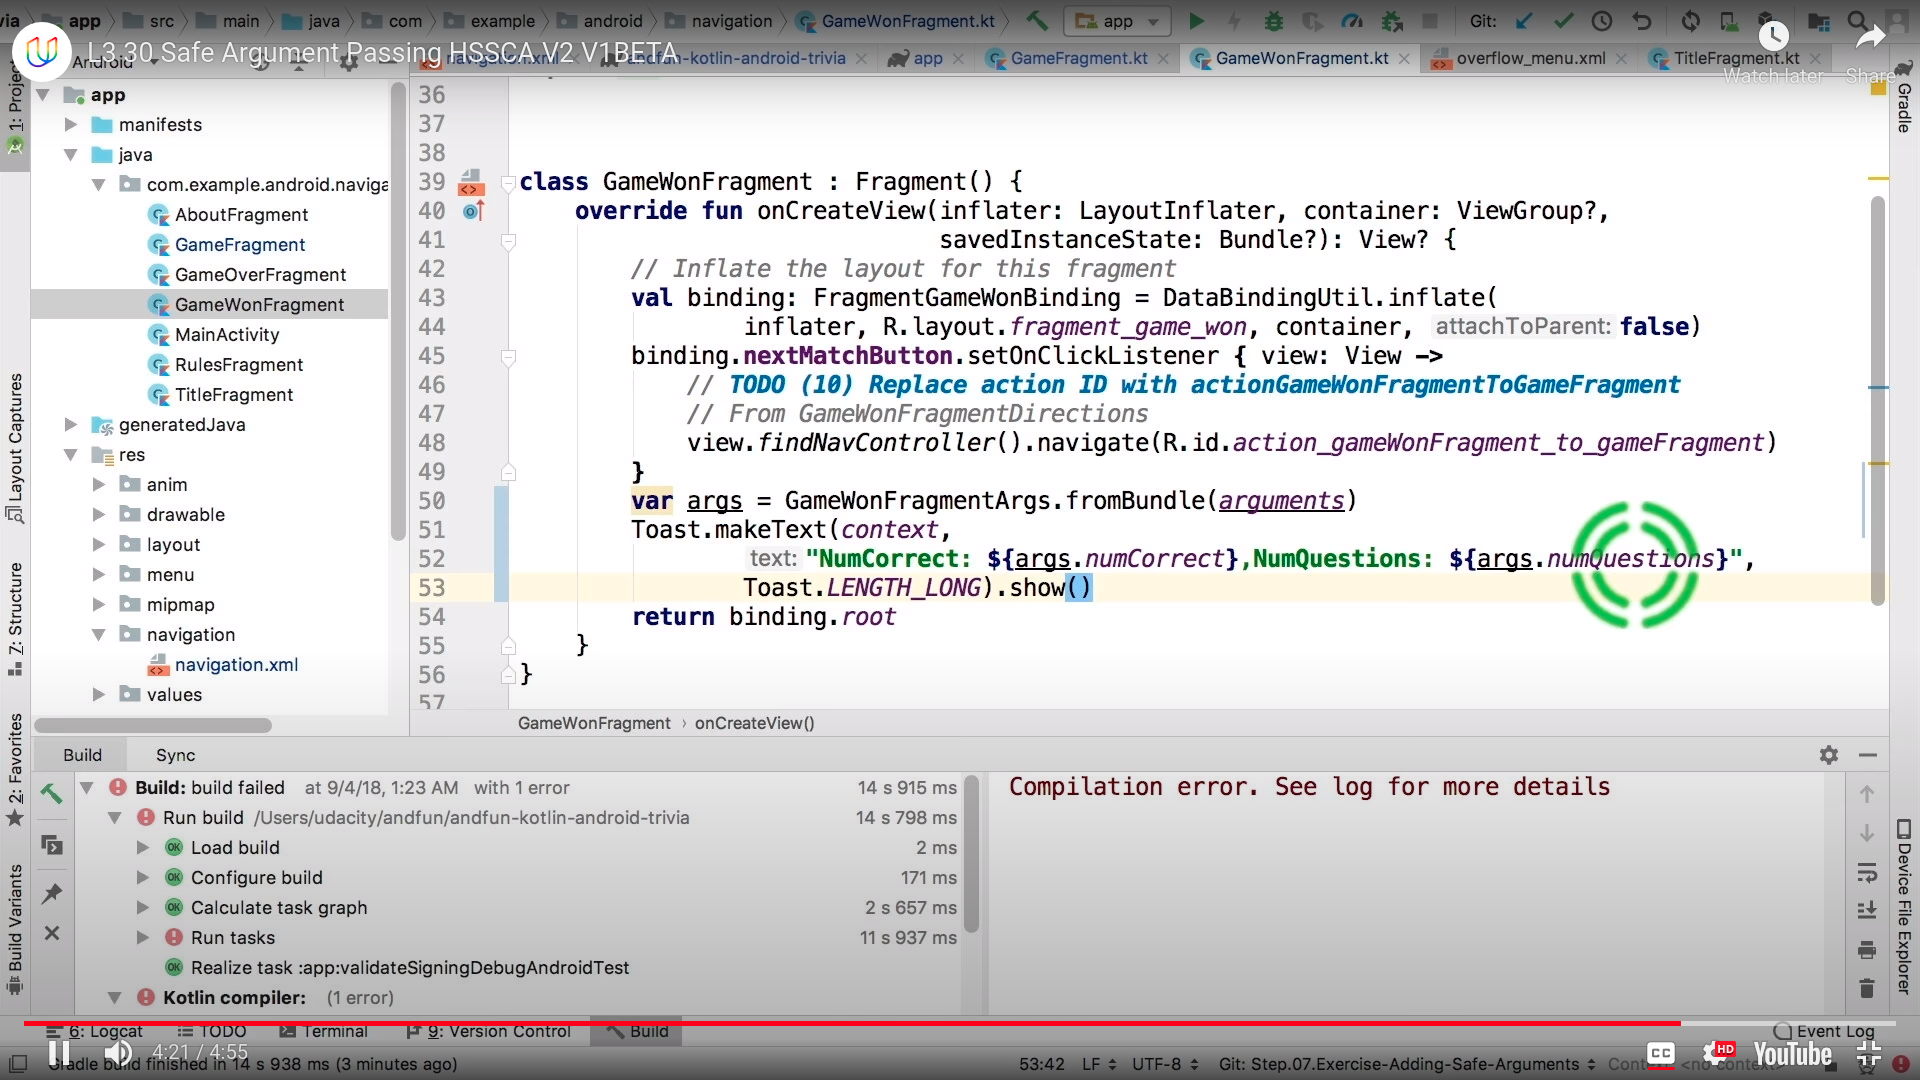 via app src main java com example android navigation GameWonFragment.kt app Git:
L3.30 Safe Argument Passing HSSCA V2 V1BETA
Watch later Share
Android navigation.xml andfun-kotlin-android-trivia app GameFragment.kt GameWonFragment.kt overflow_menu.xml TitleFragment.kt
1: Project
Layout Captures
7: Structure
2: Favorites
Build Variants
Gradle
Device File Explorer
app
manifests
java
com.example.android.naviga
AboutFragment
GameFragment
GameOverFragment
GameWonFragment
MainActivity
RulesFragment
TitleFragment
generatedJava
res
anim
drawable
layout
menu
mipmap
navigation
navigation.xml
values
36
37
38
39 class GameWonFragment : Fragment() {
40 override fun onCreateView(inflater: LayoutInflater, container: ViewGroup?,
41 savedInstanceState: Bundle?): View? {
42 // Inflate the layout for this fragment
43 val binding: FragmentGameWonBinding = DataBindingUtil.inflate(
44 inflater, R.layout.fragment_game_won, container, attachToParent: false)
45 binding.nextMatchButton.setOnClickListener { view: View ->
46 // TODO (10) Replace action ID with actionGameWonFragmentToGameFragment
47 // From GameWonFragmentDirections
48 view.findNavController().navigate(R.id.action_gameWonFragment_to_gameFragment)
49 }
50 var args = GameWonFragmentArgs.fromBundle(arguments)
51 Toast.makeText(context,
52 text: "NumCorrect: ${args.numCorrect},NumQuestions: ${args.numQuestions}",
53 Toast.LENGTH_LONG).show()
54 return binding.root
55 }
56 }
57
GameWonFragment › onCreateView()
Build Sync
Build: build failed at 9/4/18, 1:23 AM with 1 error 14 s 915 ms
Run build /Users/udacity/andfun/andfun-kotlin-android-trivia 14 s 798 ms
Load build 2 ms
Configure build 171 ms
Calculate task graph 2 s 657 ms
Run tasks 11 s 937 ms
Realize task :app:validateSigningDebugAndroidTest
Kotlin compiler: (1 error)
Compilation error. See log for more details
6: Logcat TODO Terminal 9: Version Control Build Event Log
4:21 / 4:55
CC HD YouTube
Gradle build finished in 14 s 938 ms (3 minutes ago) 53:42 LF UTF-8 Git: Step.07.Exercise-Adding-Safe-Arguments Context: <no context>